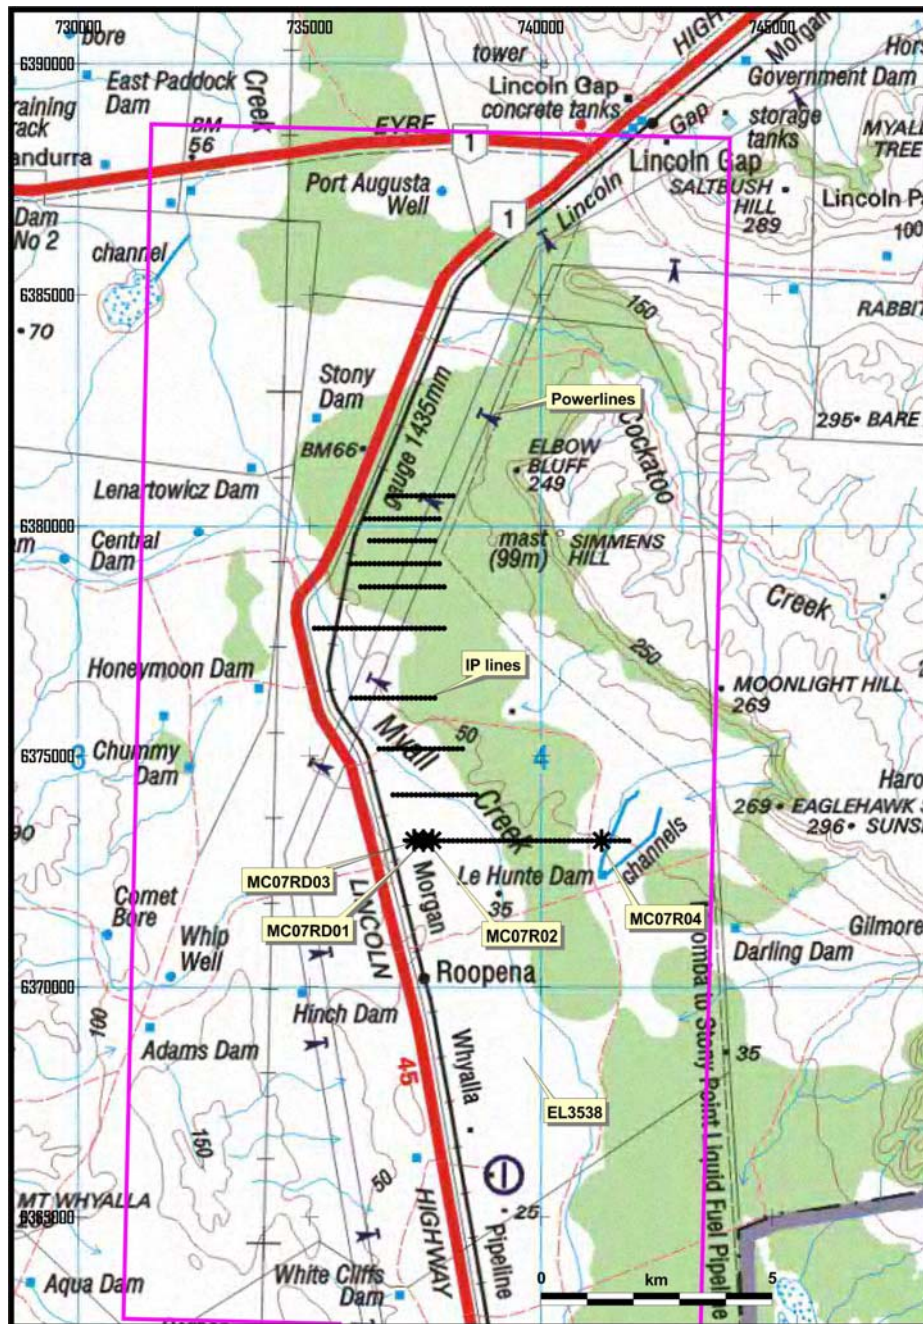 730000 735000 740000 745000
6390000
bore
East Paddock
Dam
Creek
tower
HIGH
Morgan
Hors
Government Dam
Lincoln Gap
concrete tanks
raining
rack
andurra
BM
56
EYRE
1
Gap
storage
tanks
MYALL
TREE
Lincoln Gap
Port Augusta
Well
SALTBUSH
HILL
289
Lincoln Pa
100
Dam
No 2
channel
1
Lincoln
6385000
70
150
RABBIT
Stony
Dam
gauge 1435mm
Powerlines
Cockatoo
295 BARE
BM66
ELBOW
BLUFF
249
Lenartowicz Dam
6380000
Central
Dam
am
mast
(99m)
SIMMENS
HILL
Creek
250
Honeymoon Dam
IP lines
MOONLIGHT HILL
269
Myall
Creek
50
6375000
3
4
Chummy
Dam
Haro
269 EAGLEHAWK S
296 SUNS
90
channels
MC07RD03
Le Hunte Dam
35
MC07RD01
MC07R02
MC07R04
Comet
Bore
Whip
Well
LINCOLN
Morgan
Gilmore
Darling Dam
6370000
Roopena
100
Hinch Dam
Adams Dam
Whyalla
45
35
EL3538
150
50
MT WHYALLA
6365000
HIGHWAY
25
Pipeline
to Stony Point Liquid Fuel Pipeline
Aqua Dam
White Cliffs
Dam
0 km 5